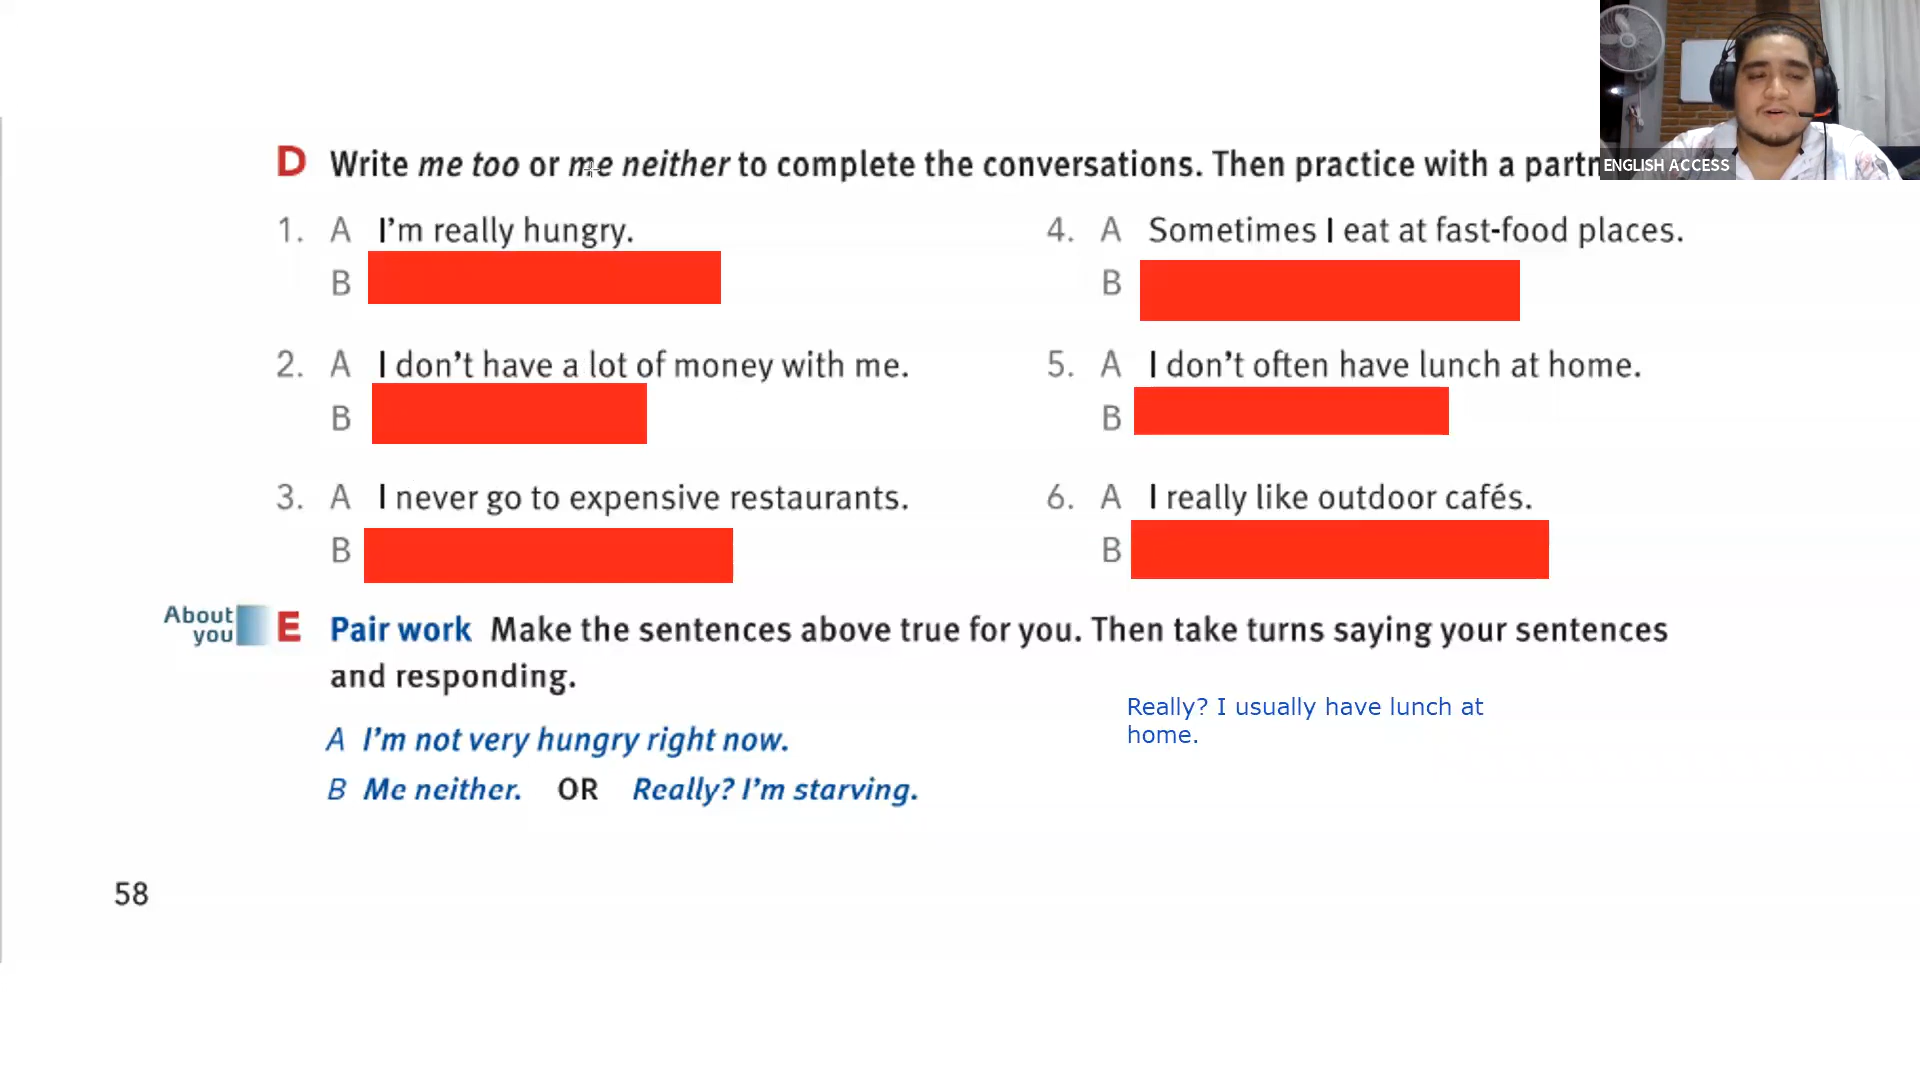 ENGLISH ACCESS
D Write me too or me neither to complete the conversations. Then practice with a partn
1. A I'm really hungry.
B
2. A I don't have a lot of money with me.
B
3. A I never go to expensive restaurants.
B
4. A Sometimes I eat at fast-food places.
B
5. A I don't often have lunch at home.
B
6. A I really like outdoor cafés.
B
About
you
E Pair work Make the sentences above true for you. Then take turns saying your sentences
and responding.
A I'm not very hungry right now.
B Me neither. OR Really? I'm starving.
Really? I usually have lunch at
home.
58